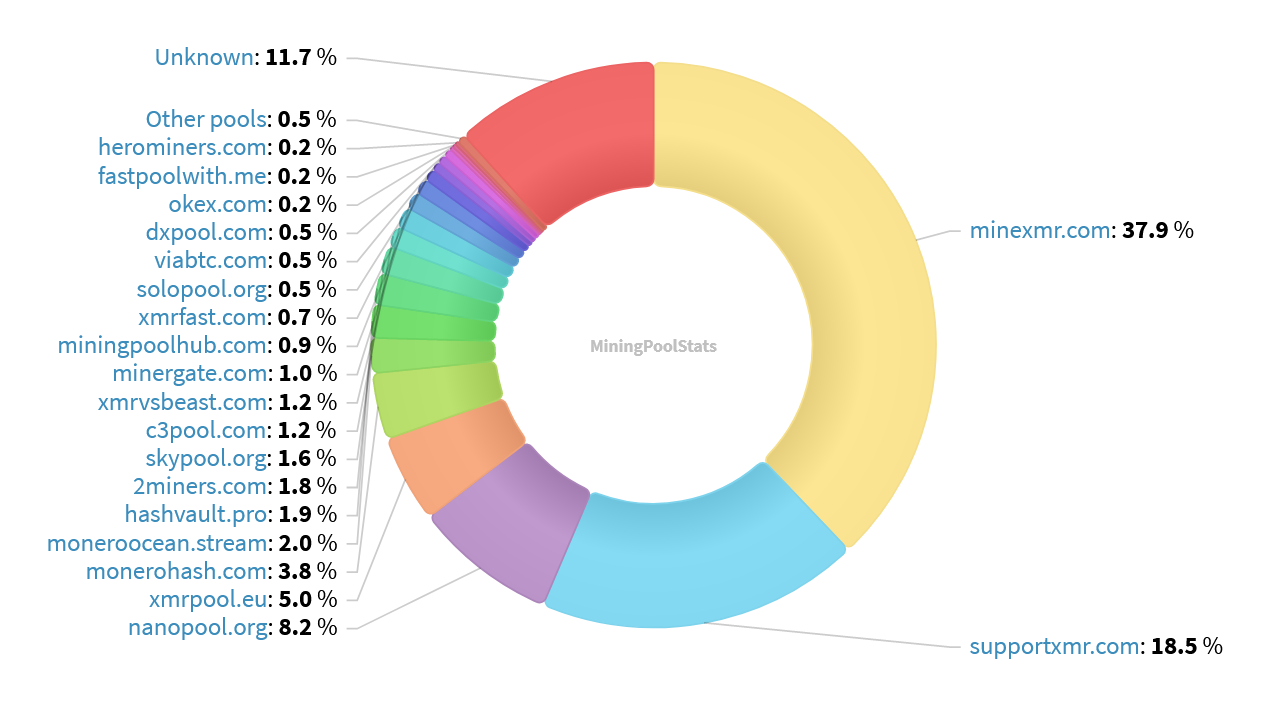 Unknown: 11.7 %
Other pools: 0.5 %
herominers.com: 0.2 %
fastpoolwith.me: 0.2 %
okex.com: 0.2 %
dxpool.com: 0.5 %
viabtc.com: 0.5 %
solopool.org: 0.5 %
xmrfast.com: 0.7 %
miningpoolhub.com: 0.9 %
minergate.com: 1.0 %
xmrvsbeast.com: 1.2 %
c3pool.com: 1.2 %
skypool.org: 1.6 %
2miners.com: 1.8 %
hashvault.pro: 1.9 %
moneroocean.stream: 2.0 %
monerohash.com: 3.8 %
xmrpool.eu: 5.0 %
nanopool.org: 8.2 %
MiningPoolStats
minexmr.com: 37.9 %
supportxmr.com: 18.5 %